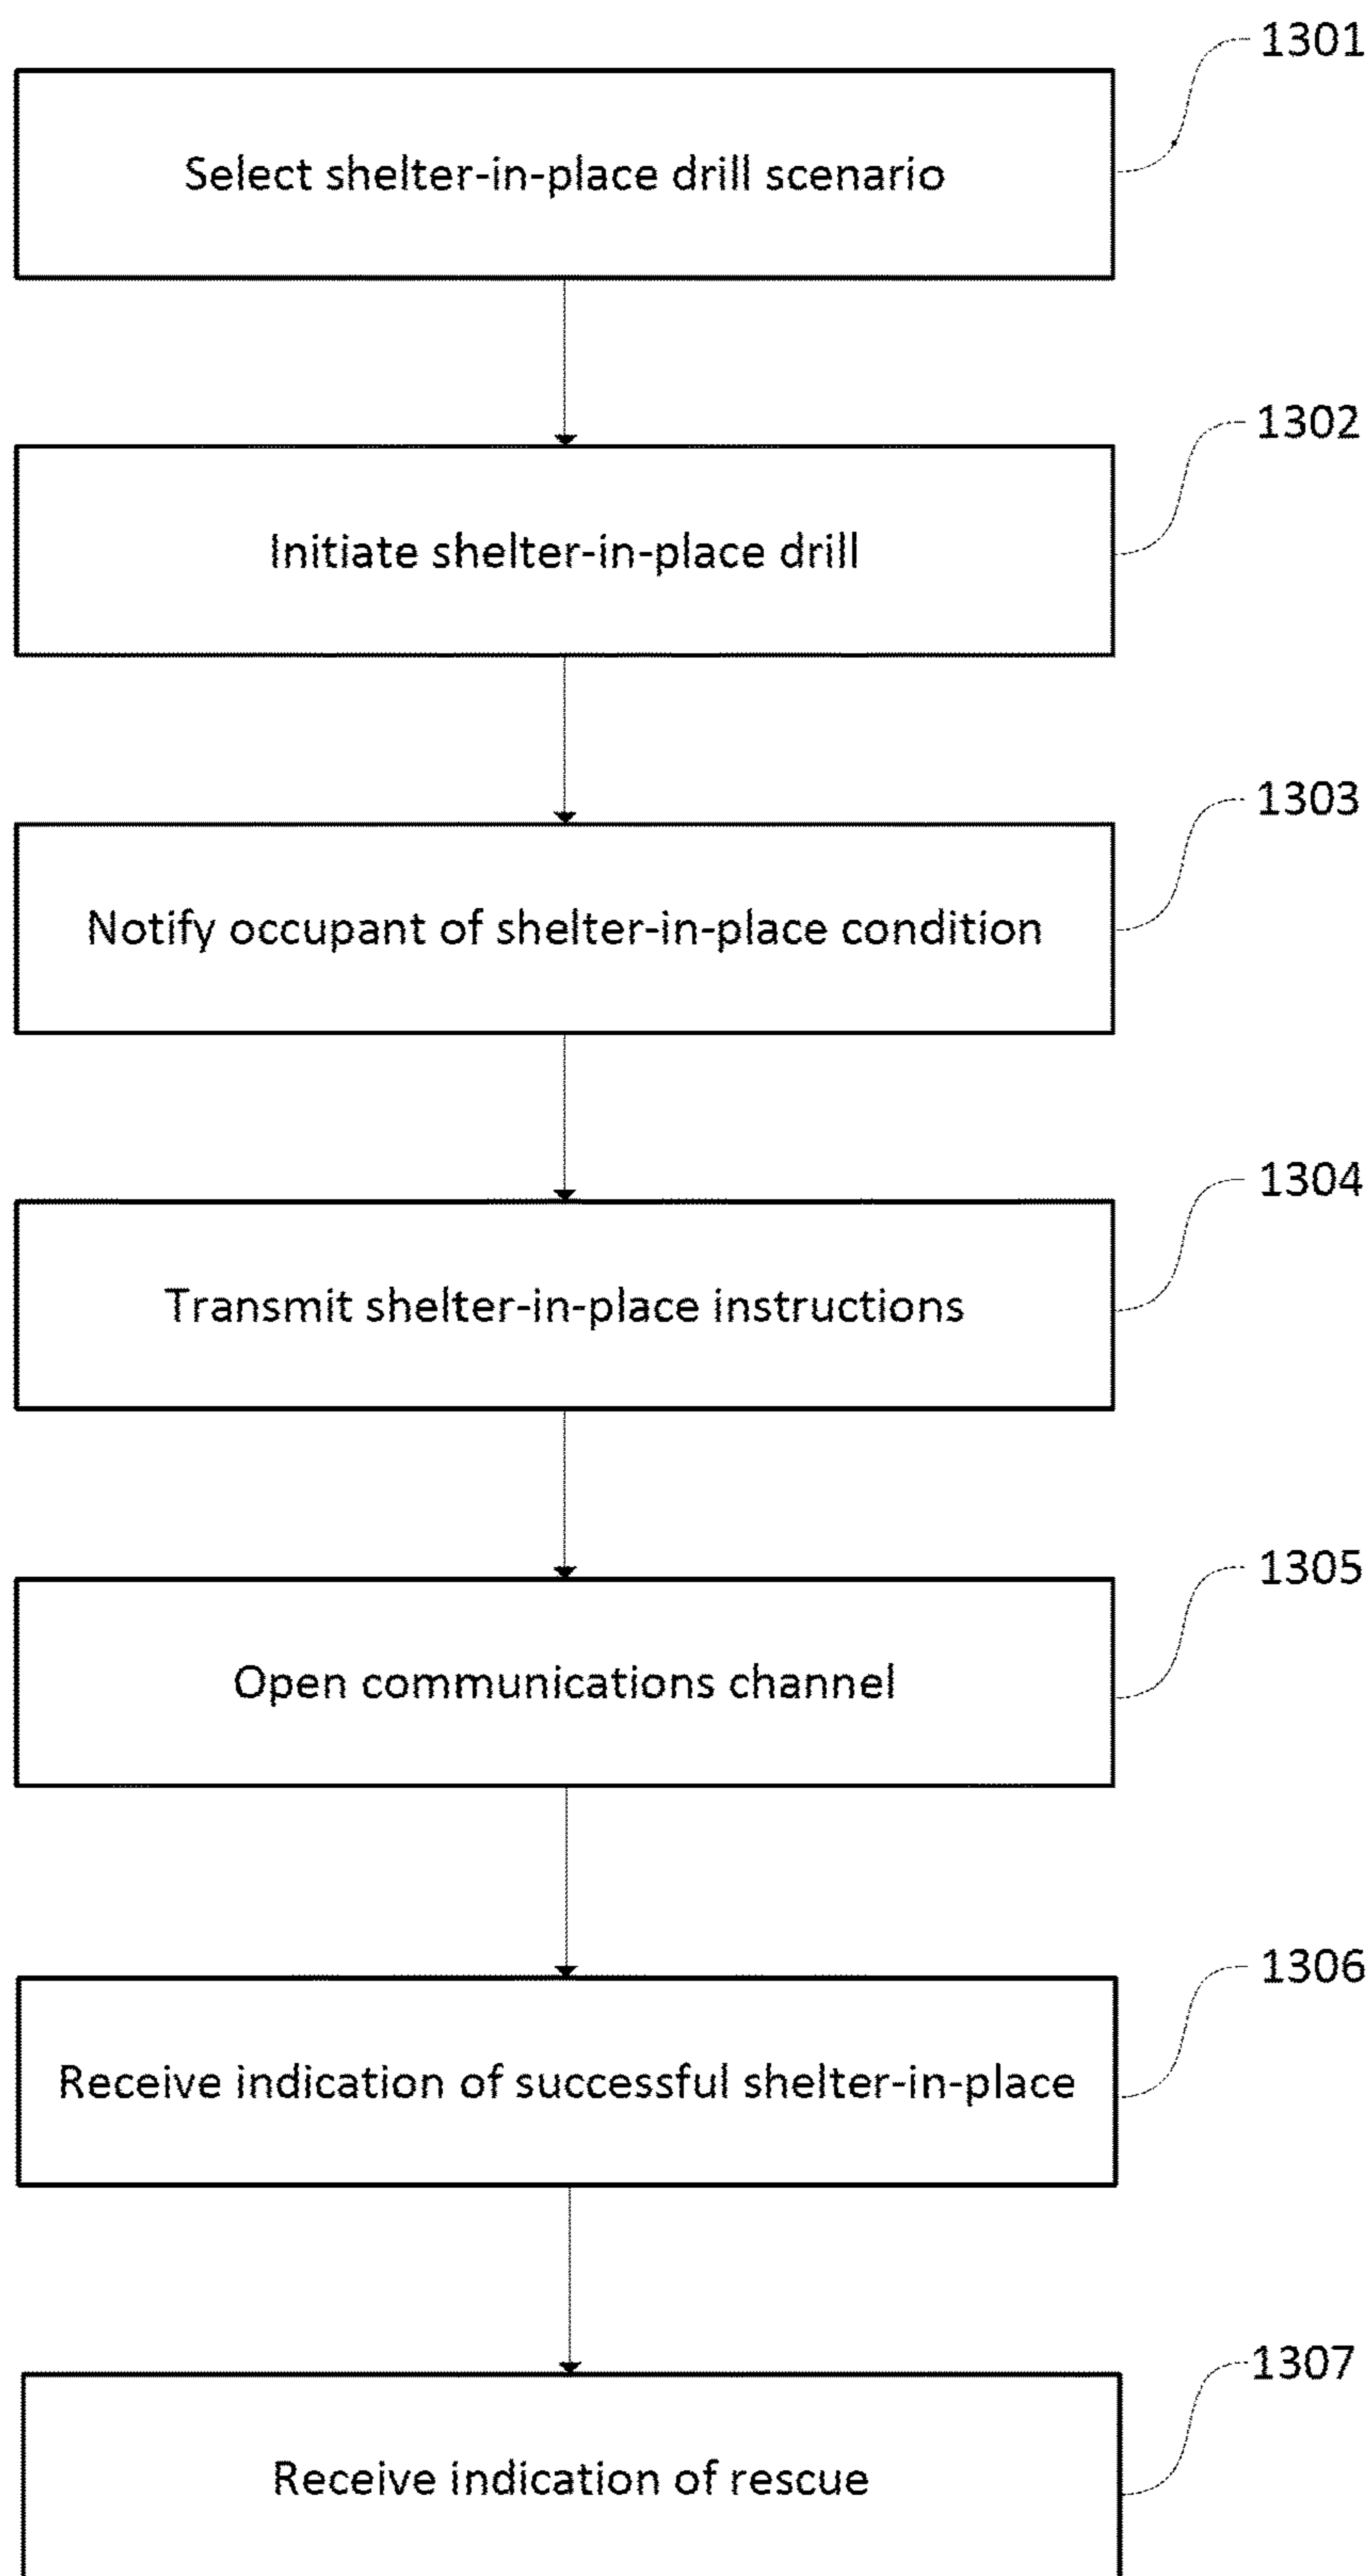 1301
Select shelter-in-place drill scenario
1302
Initiate shelter-in-place drill
1303
Notify occupant of shelter-in-place condition
1304
Transmit shelter-in-place instructions
1305
Open communications channel
1306
Receive indication of successful shelter-in-place
1307
Receive indication of rescue